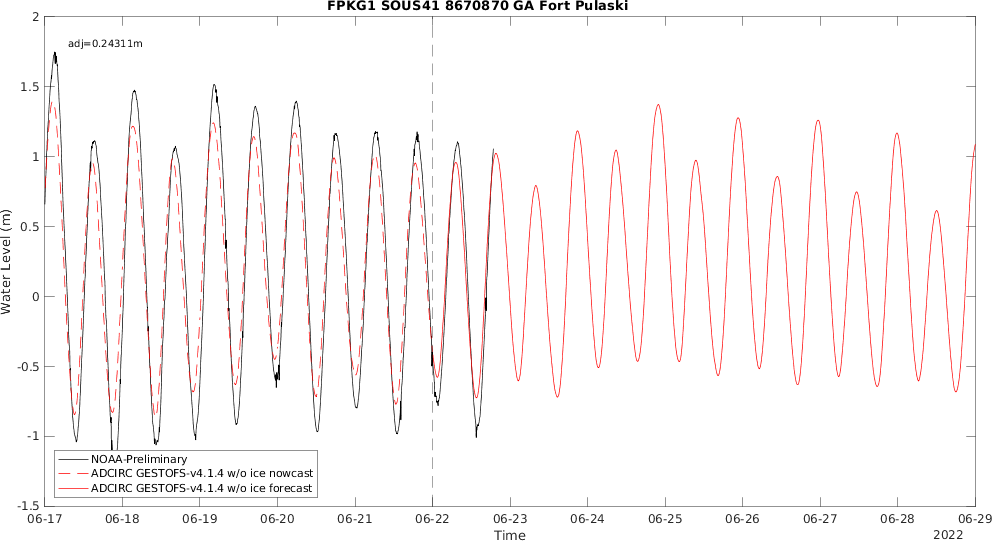 FPKG1 SOUS41 8670870 GA Fort Pulaski
adj=0.24311m
2
1.5
1
0.5
0
-0.5
-1
-1.5
Water Level (m)
NOAA-Preliminary
ADCIRC GESTOFS-v4.1.4 w/o ice nowcast
ADCIRC GESTOFS-v4.1.4 w/o ice forecast
06-17 06-18 06-19 06-20 06-21 06-22 06-23 06-24 06-25 06-26 06-27 06-28 06-29
Time
2022